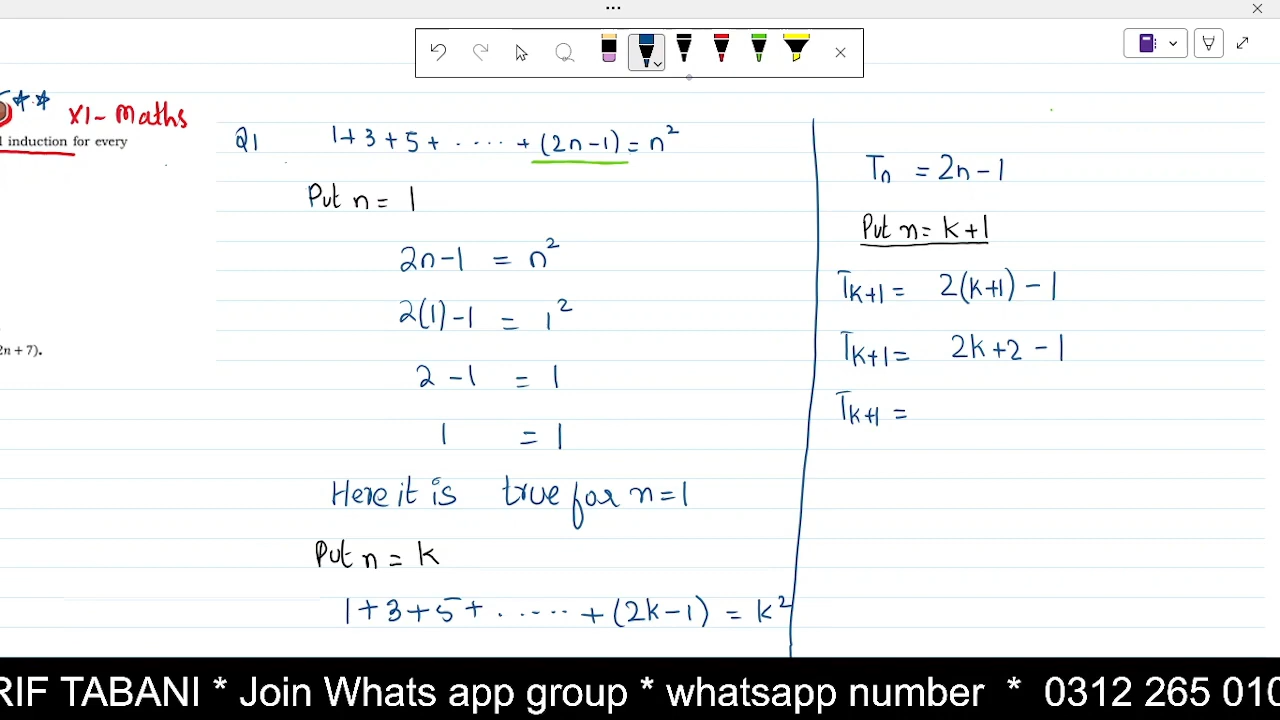 XI- Maths
induction for every
2n + 7).
Q1 1+3+5+ ..... +(2n-1) = n²
Put n = 1
2n-1 = n²
2(1)-1 = 1²
2 -1 = 1
1 = 1
Here it is true for n=1
Put n = k
1+3+5+ ...... +(2k-1) = k²
Tn = 2n-1
Put n = k+1
Tk+1 = 2(k+1) - 1
Tk+1 = 2k+2 - 1
Tk+1 =
RIF TABANI * Join Whats app group * whatsapp number * 0312 265 010